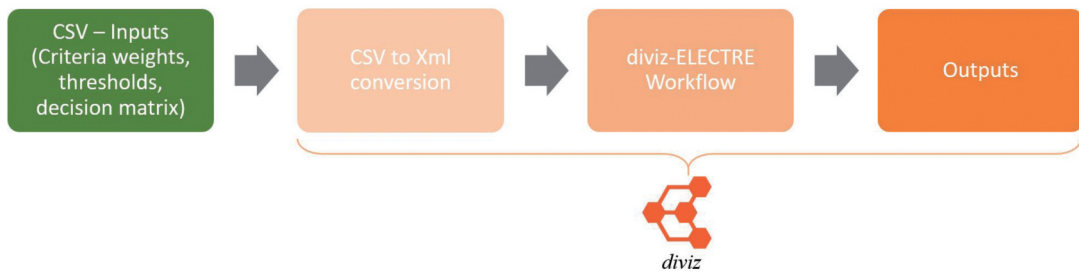 CSV – Inputs
(Criteria weights,
thresholds,
decision matrix)
CSV to Xml
conversion
diviz-ELECTRE
Workflow
Outputs
diviz